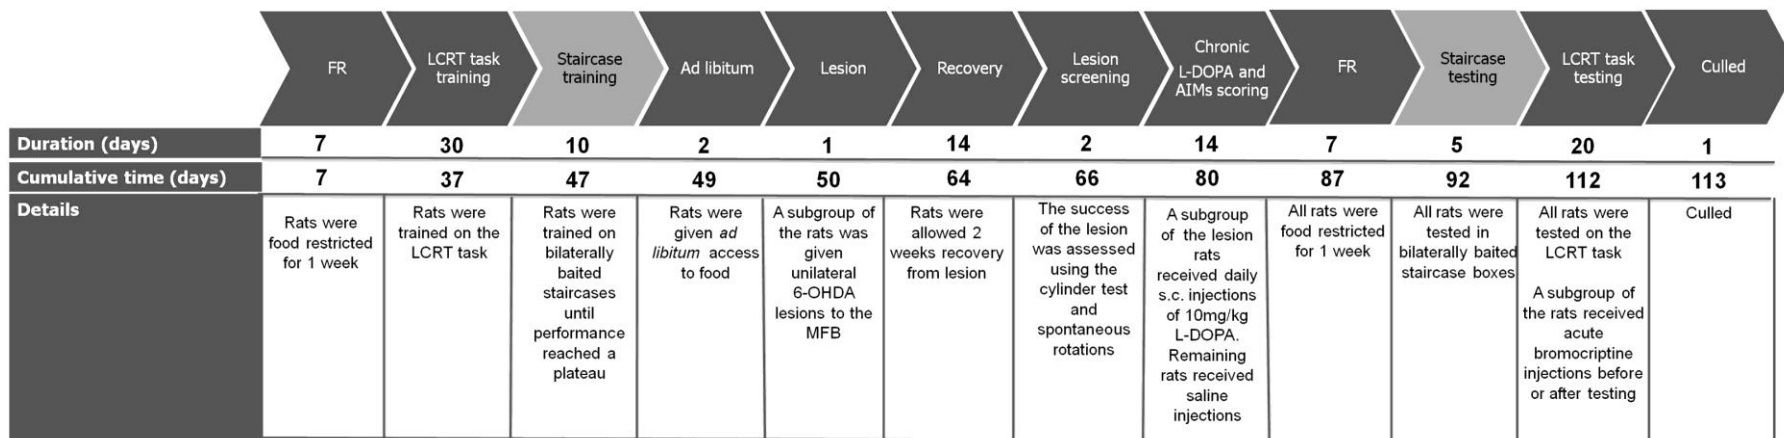 FR
LCRT task
training
Staircase
training
Ad libitum
Lesion
Recovery
Lesion
screening
Chronic
L-DOPA and
AIMs scoring
FR
Staircase
testing
LCRT task
testing
Culled
Duration (days) 7 30 10 2 1 14 2 14 7 5 20 1
Cumulative time (days) 7 37 47 49 50 64 66 80 87 92 112 113
Details
Rats were
food restricted
for 1 week
Rats were
trained on the
LCRT task
Rats were
trained on
bilaterally
baited
staircases
until
performance
reached a
plateau
Rats were
given ad
libitum access
to food
A subgroup of
the rats was
given
unilateral
6-OHDA
lesions to the
MFB
Rats were
allowed 2
weeks recovery
from lesion
The success
of the lesion
was assessed
using the
cylinder test
and
spontaneous
rotations
A subgroup
of the lesion
rats
received daily
s.c. injections
of 10mg/kg
L-DOPA.
Remaining
rats received
saline
injections
All rats were
food restricted
for 1 week
All rats were
tested in
bilaterally baited
staircase boxes
All rats were
tested on the
LCRT task
A subgroup of
the rats received
acute
bromocriptine
injections before
or after testing
Culled